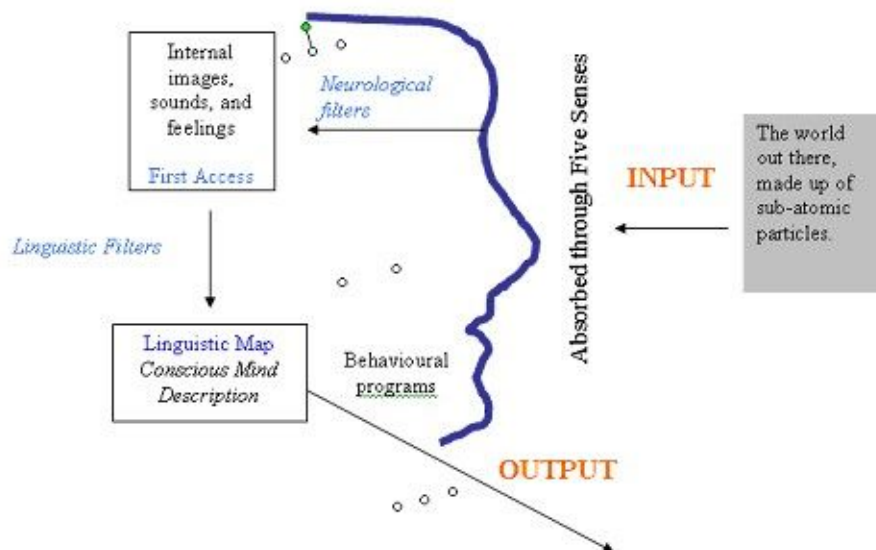 Internal
images,
sounds, and
feelings
First Access
Neurological
filters
Absorbed through Five Senses
INPUT
The world
out there,
made up of
sub-atomic
particles.
Linguistic Filters
Linguistic Map
Conscious Mind
Description
Behavioural
programs
OUTPUT